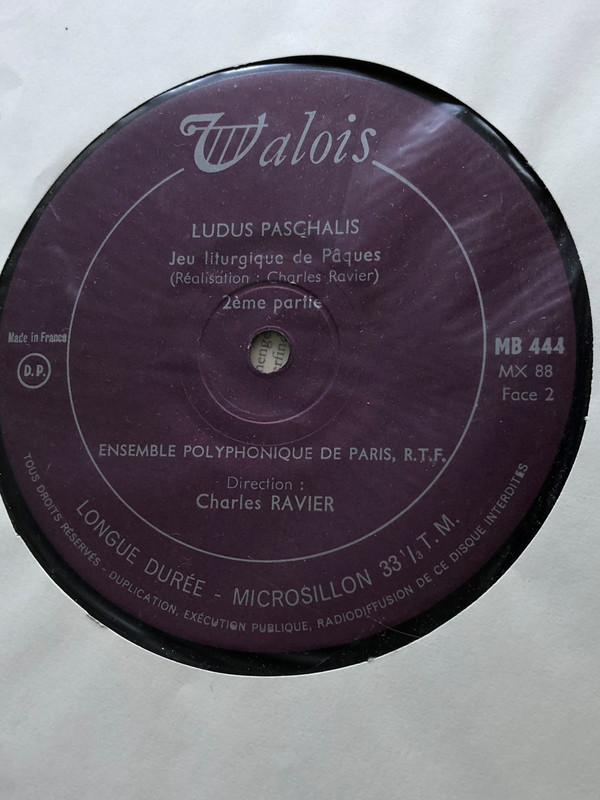 Valois
LUDUS PASCHALIS
Jeu liturgique de Pâques
(Réalisation : Charles Ravier)
2ème partie
Made in France
D.P.
MB 444
MX 88
Face 2
ENSEMBLE POLYPHONIQUE DE PARIS, R.T.F.
Direction :
Charles RAVIER
LONGUE DURÉE - MICROSILLON 33 1/3 T. M.
TOUS DROITS RÉSERVÉS - DUPLICATION, EXÉCUTION PUBLIQUE, RADIODIFFUSION DE CE DISQUE INTERDITES